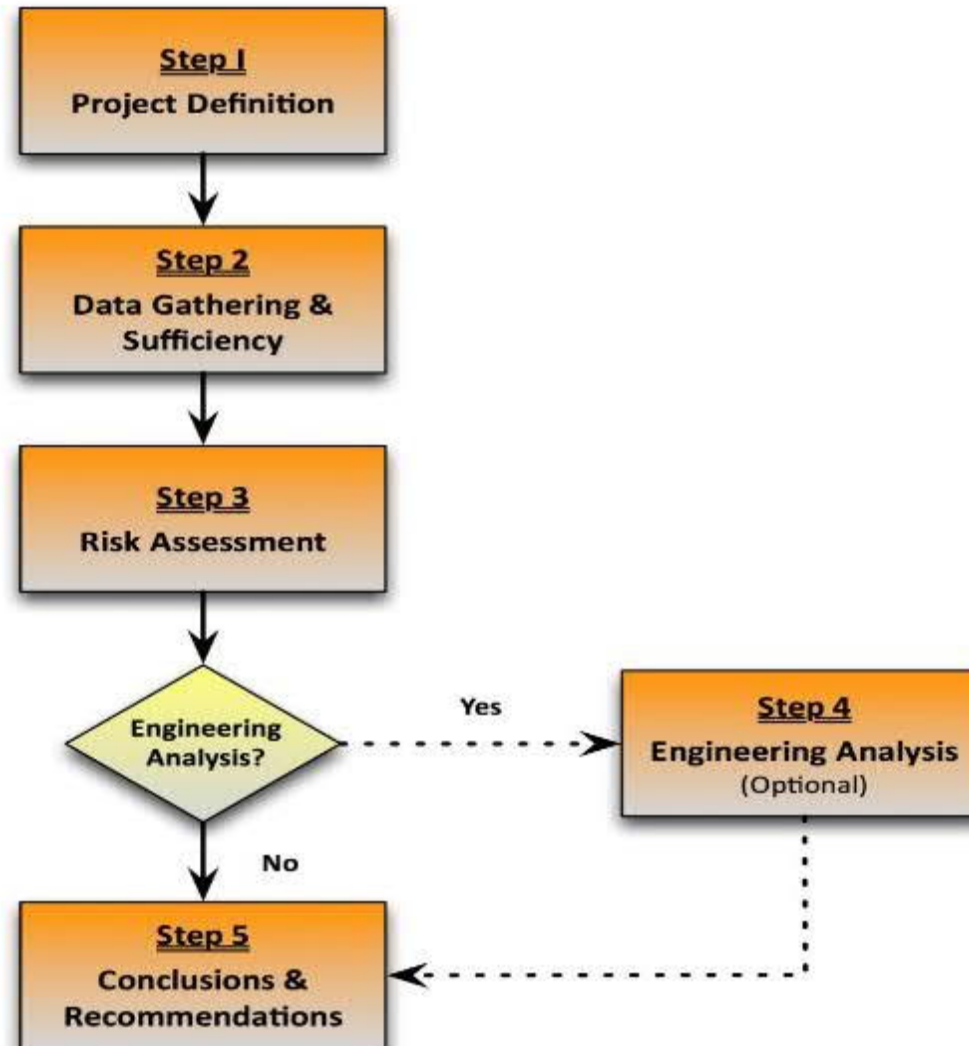 Step I
Project Definition
Step 2
Data Gathering &
Sufficiency
Step 3
Risk Assessment
Engineering
Analysis?
Yes
Step 4
Engineering Analysis
(Optional)
No
Step 5
Conclusions &
Recommendations